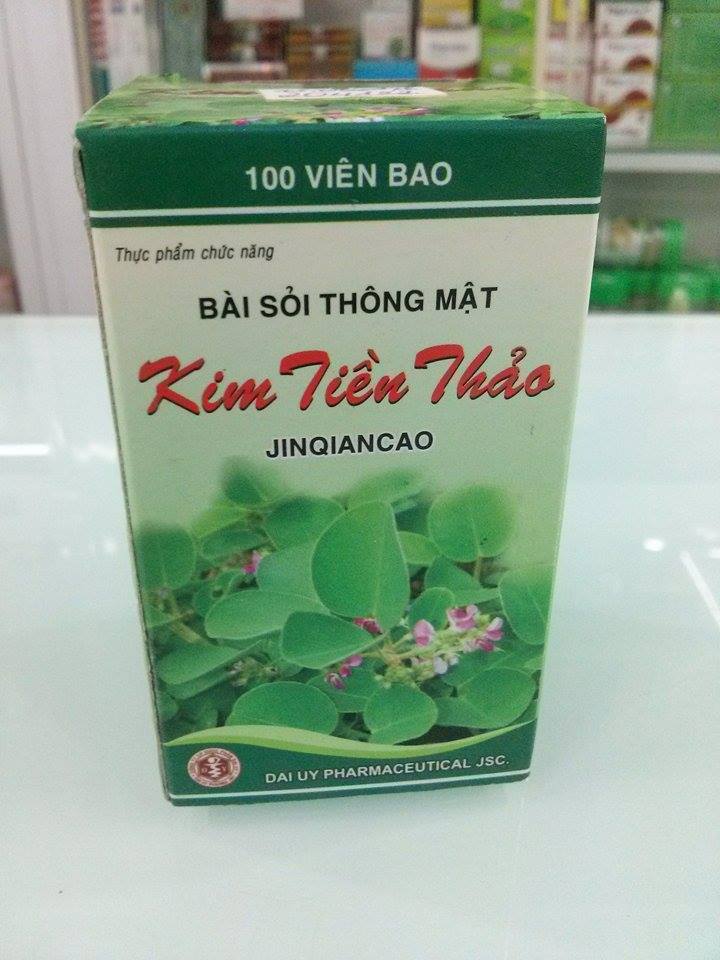 100 VIÊN BAO
Thực phẩm chức năng
BÀI SỎI THÔNG MẬT
Kim Tiền Thảo
JINQIANCAO
DAI UY PHARMACEUTICAL JSC.